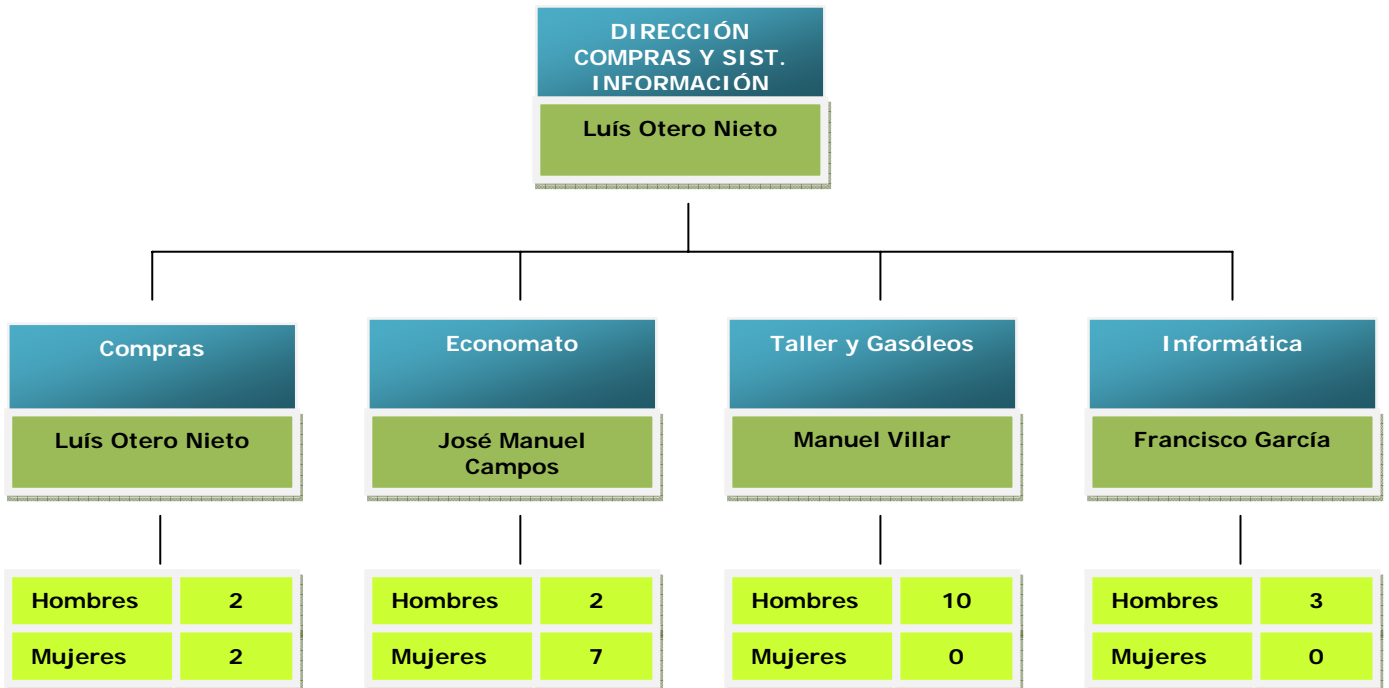 DIRECCIÓN
COMPRAS Y SIST.
INFORMACIÓN
Luís Otero Nieto
Compras
Luís Otero Nieto
Hombres 2
Mujeres 2
Economato
José Manuel
Campos
Hombres 2
Mujeres 7
Taller y Gasóleos
Manuel Villar
Hombres 10
Mujeres 0
Informática
Francisco García
Hombres 3
Mujeres 0